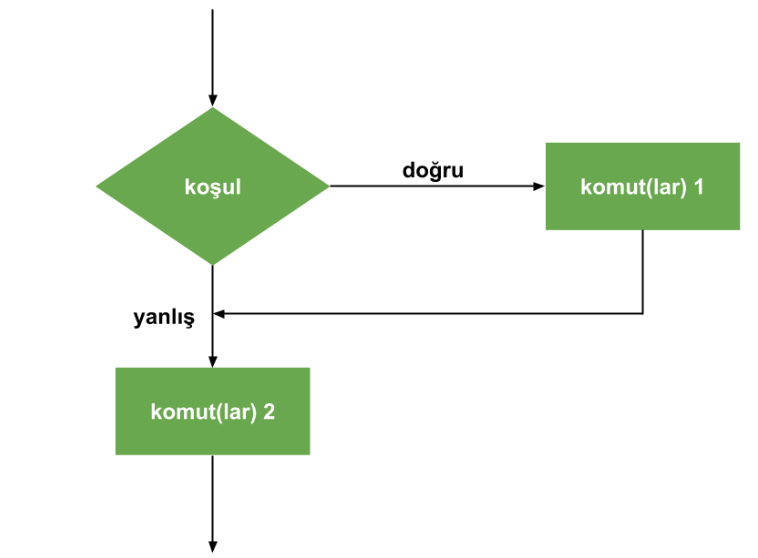 koşul
doğru
komut(lar) 1
yanlış
komut(lar) 2